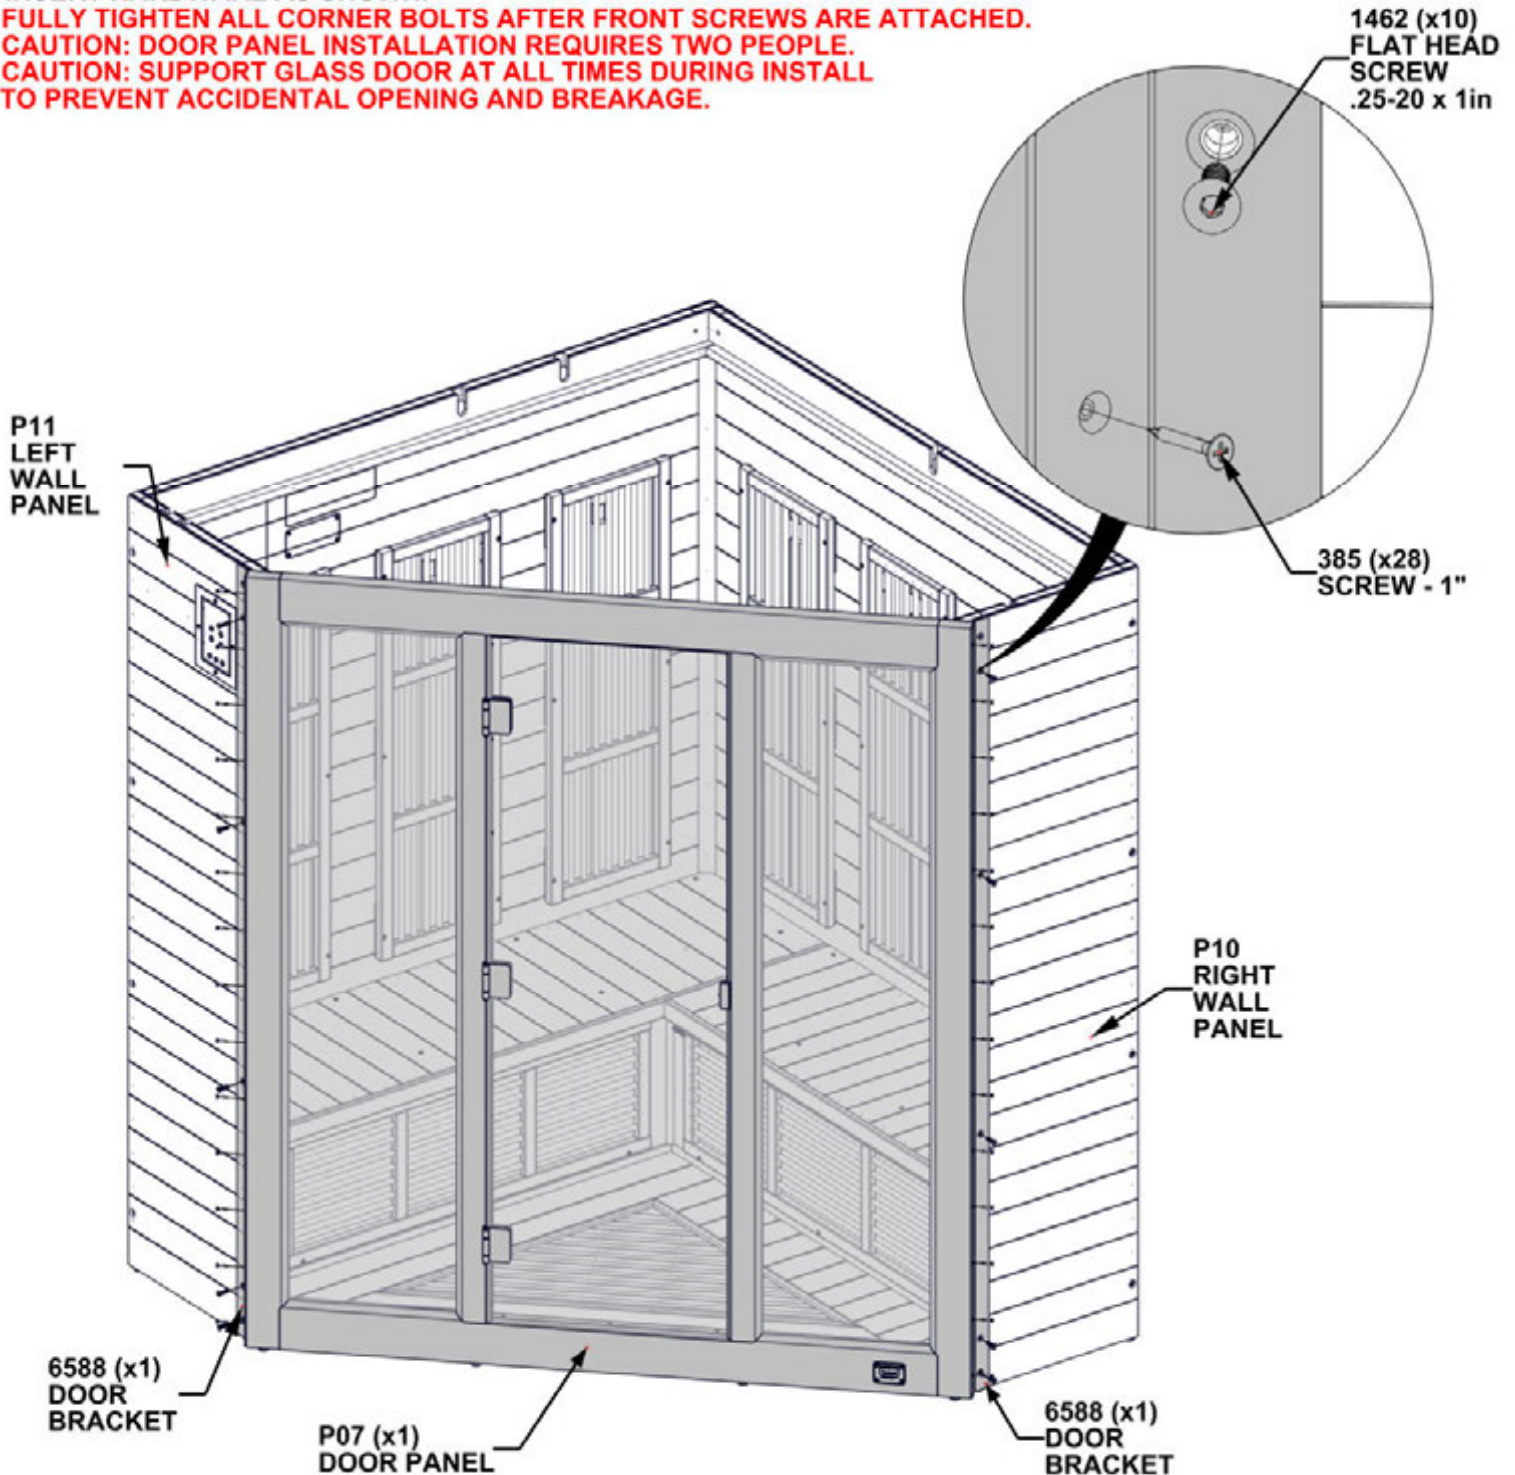 FULLY TIGHTEN ALL CORNER BOLTS AFTER FRONT SCREWS ARE ATTACHED.
CAUTION: DOOR PANEL INSTALLATION REQUIRES TWO PEOPLE.
CAUTION: SUPPORT GLASS DOOR AT ALL TIMES DURING INSTALL
TO PREVENT ACCIDENTAL OPENING AND BREAKAGE.
1462 (x10)
FLAT HEAD
SCREW
.25-20 x 1in
385 (x28)
SCREW - 1"
P11
LEFT
WALL
PANEL
P10
RIGHT
WALL
PANEL
6588 (x1)
DOOR
BRACKET
P07 (x1)
DOOR PANEL
6588 (x1)
DOOR
BRACKET